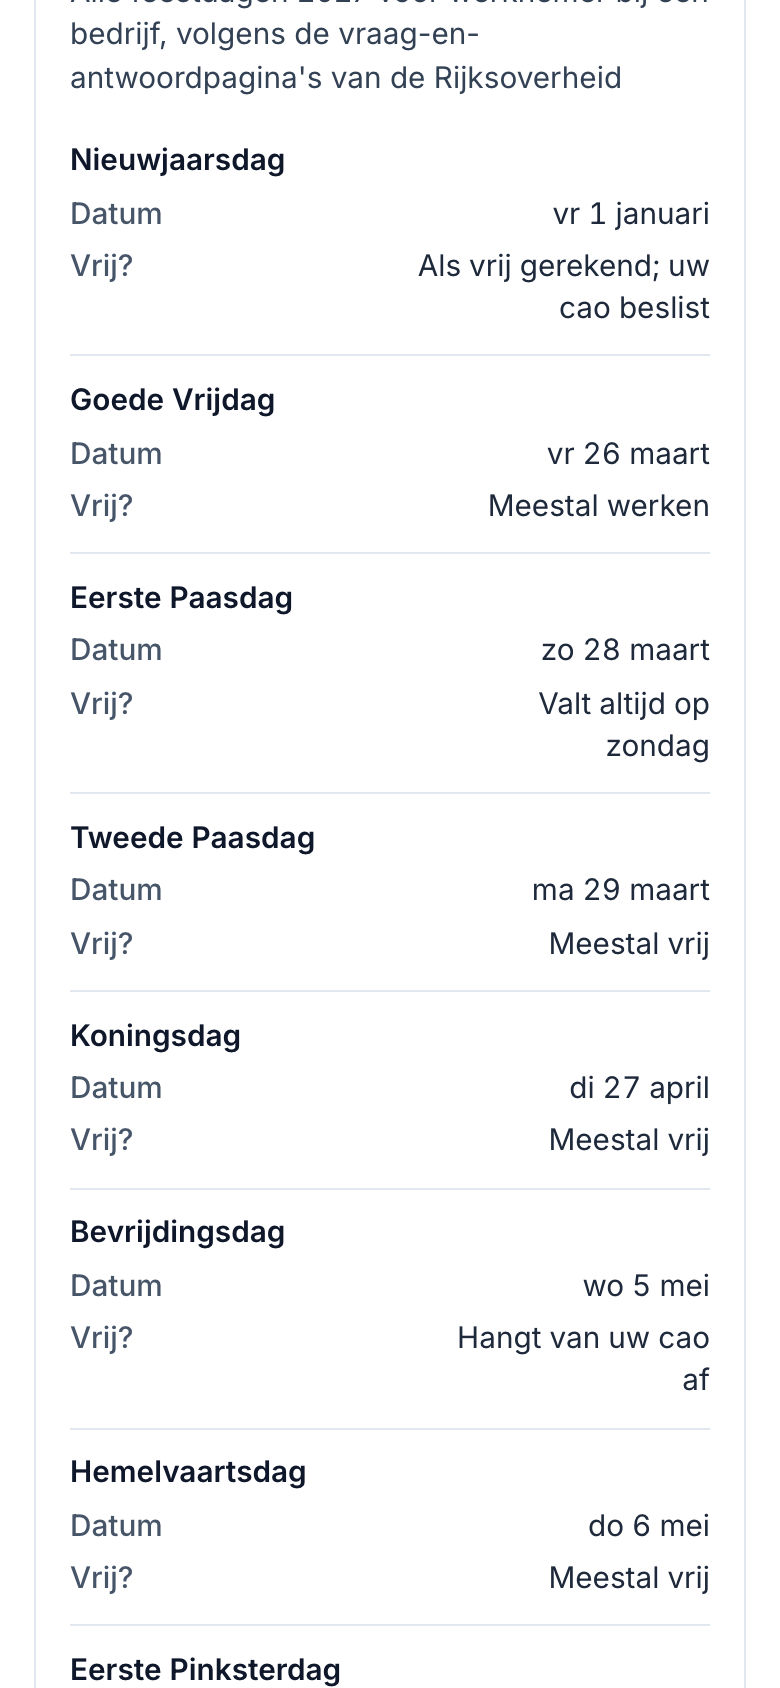 bedrijf, volgens de vraag-en-
antwoordpagina's van de Rijksoverheid
Nieuwjaarsdag
Datum vr 1 januari
Vrij? Als vrij gerekend; uw
cao beslist
Goede Vrijdag
Datum vr 26 maart
Vrij? Meestal werken
Eerste Paasdag
Datum zo 28 maart
Vrij? Valt altijd op
zondag
Tweede Paasdag
Datum ma 29 maart
Vrij? Meestal vrij
Koningsdag
Datum di 27 april
Vrij? Meestal vrij
Bevrijdingsdag
Datum wo 5 mei
Vrij? Hangt van uw cao
af
Hemelvaartsdag
Datum do 6 mei
Vrij? Meestal vrij
Eerste Pinksterdag